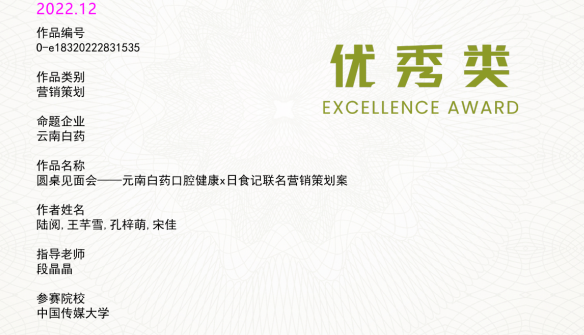 2022.12
作品编号
0-e18320222831535
优秀类
EXCELLENCE AWARD
作品类别
营销策划
命题企业
云南白药
作品名称
圆桌见面会——元南白药口腔健康x日食记联名营销策划案
作者姓名
陆阅,王芊雪,孔梓萌,宋佳
指导老师
段晶晶
参赛院校
中国传媒大学